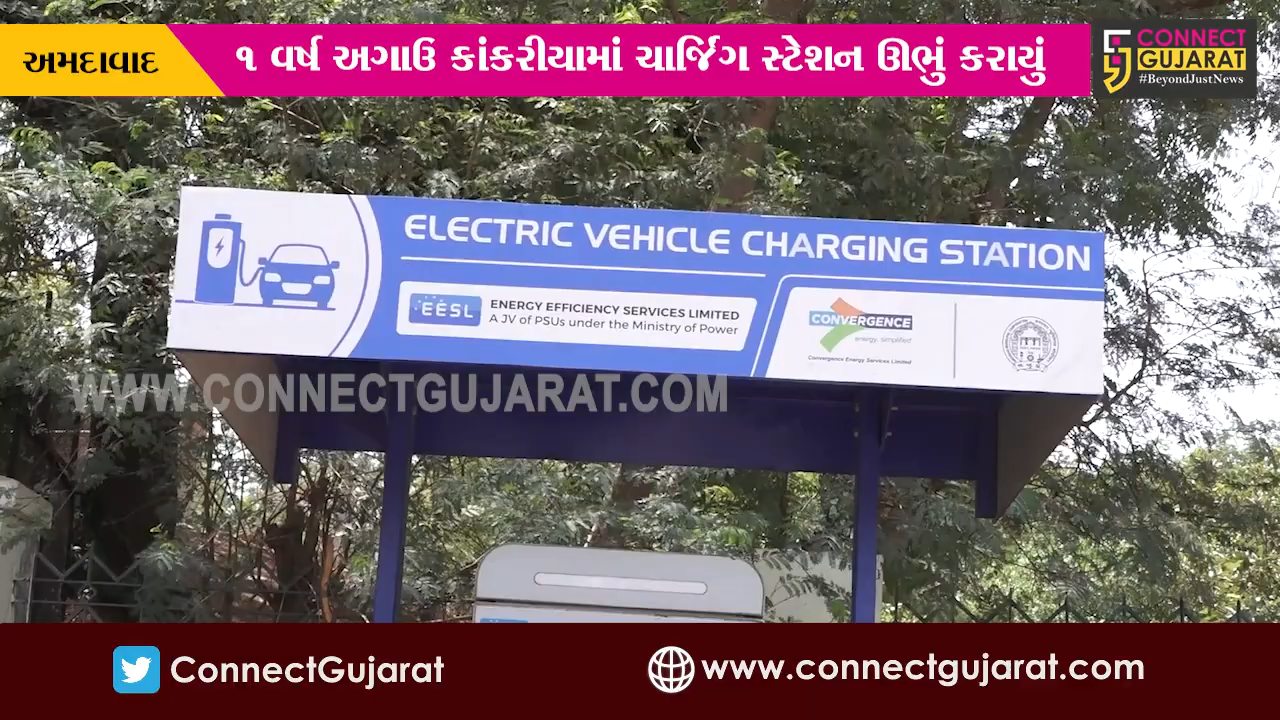 અમદાવાદ
૧ વર્ષ અગાઉ કાંકરીયામાં ચાર્જિંગ સ્ટેશન ઊભું કરાયું
CONNECT
GUJARAT
#BeyondJustNews
ELECTRIC VEHICLE CHARGING STATION
EESL
ENERGY EFFICIENCY SERVICES LIMITED
A JV of PSUs under the Ministry of Power
CONVERGENCE
energy. simplified
Convergence Energy Services Limited
WWW.CONNECTGUJARAT.COM
ConnectGujarat
www.connectgujarat.com